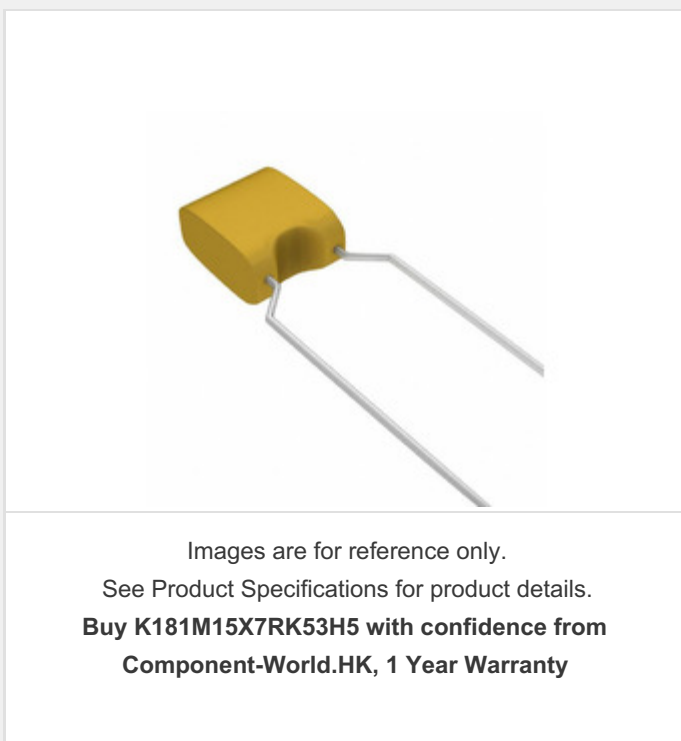 Images are for reference only.
See Product Specifications for product details.
Buy K181M15X7RK53H5 with confidence from
Component-World.HK, 1 Year Warranty